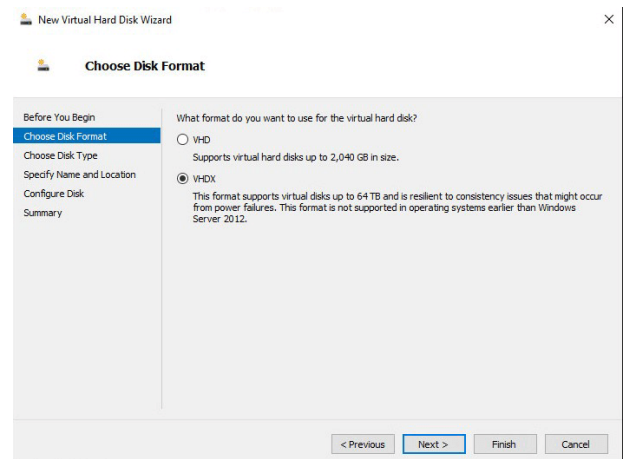 New Virtual Hard Disk Wizard
Choose Disk Format
Before You Begin
Choose Disk Format
Choose Disk Type
Specify Name and Location
Configure Disk
Summary
What format do you want to use for the virtual hard disk?
VHD
Supports virtual hard disks up to 2,040 GB in size.
VHDX
This format supports virtual disks up to 64 TB and is resilient to consistency issues that might occur
from power failures. This format is not supported in operating systems earlier than Windows
Server 2012.
< Previous
Next >
Finish
Cancel